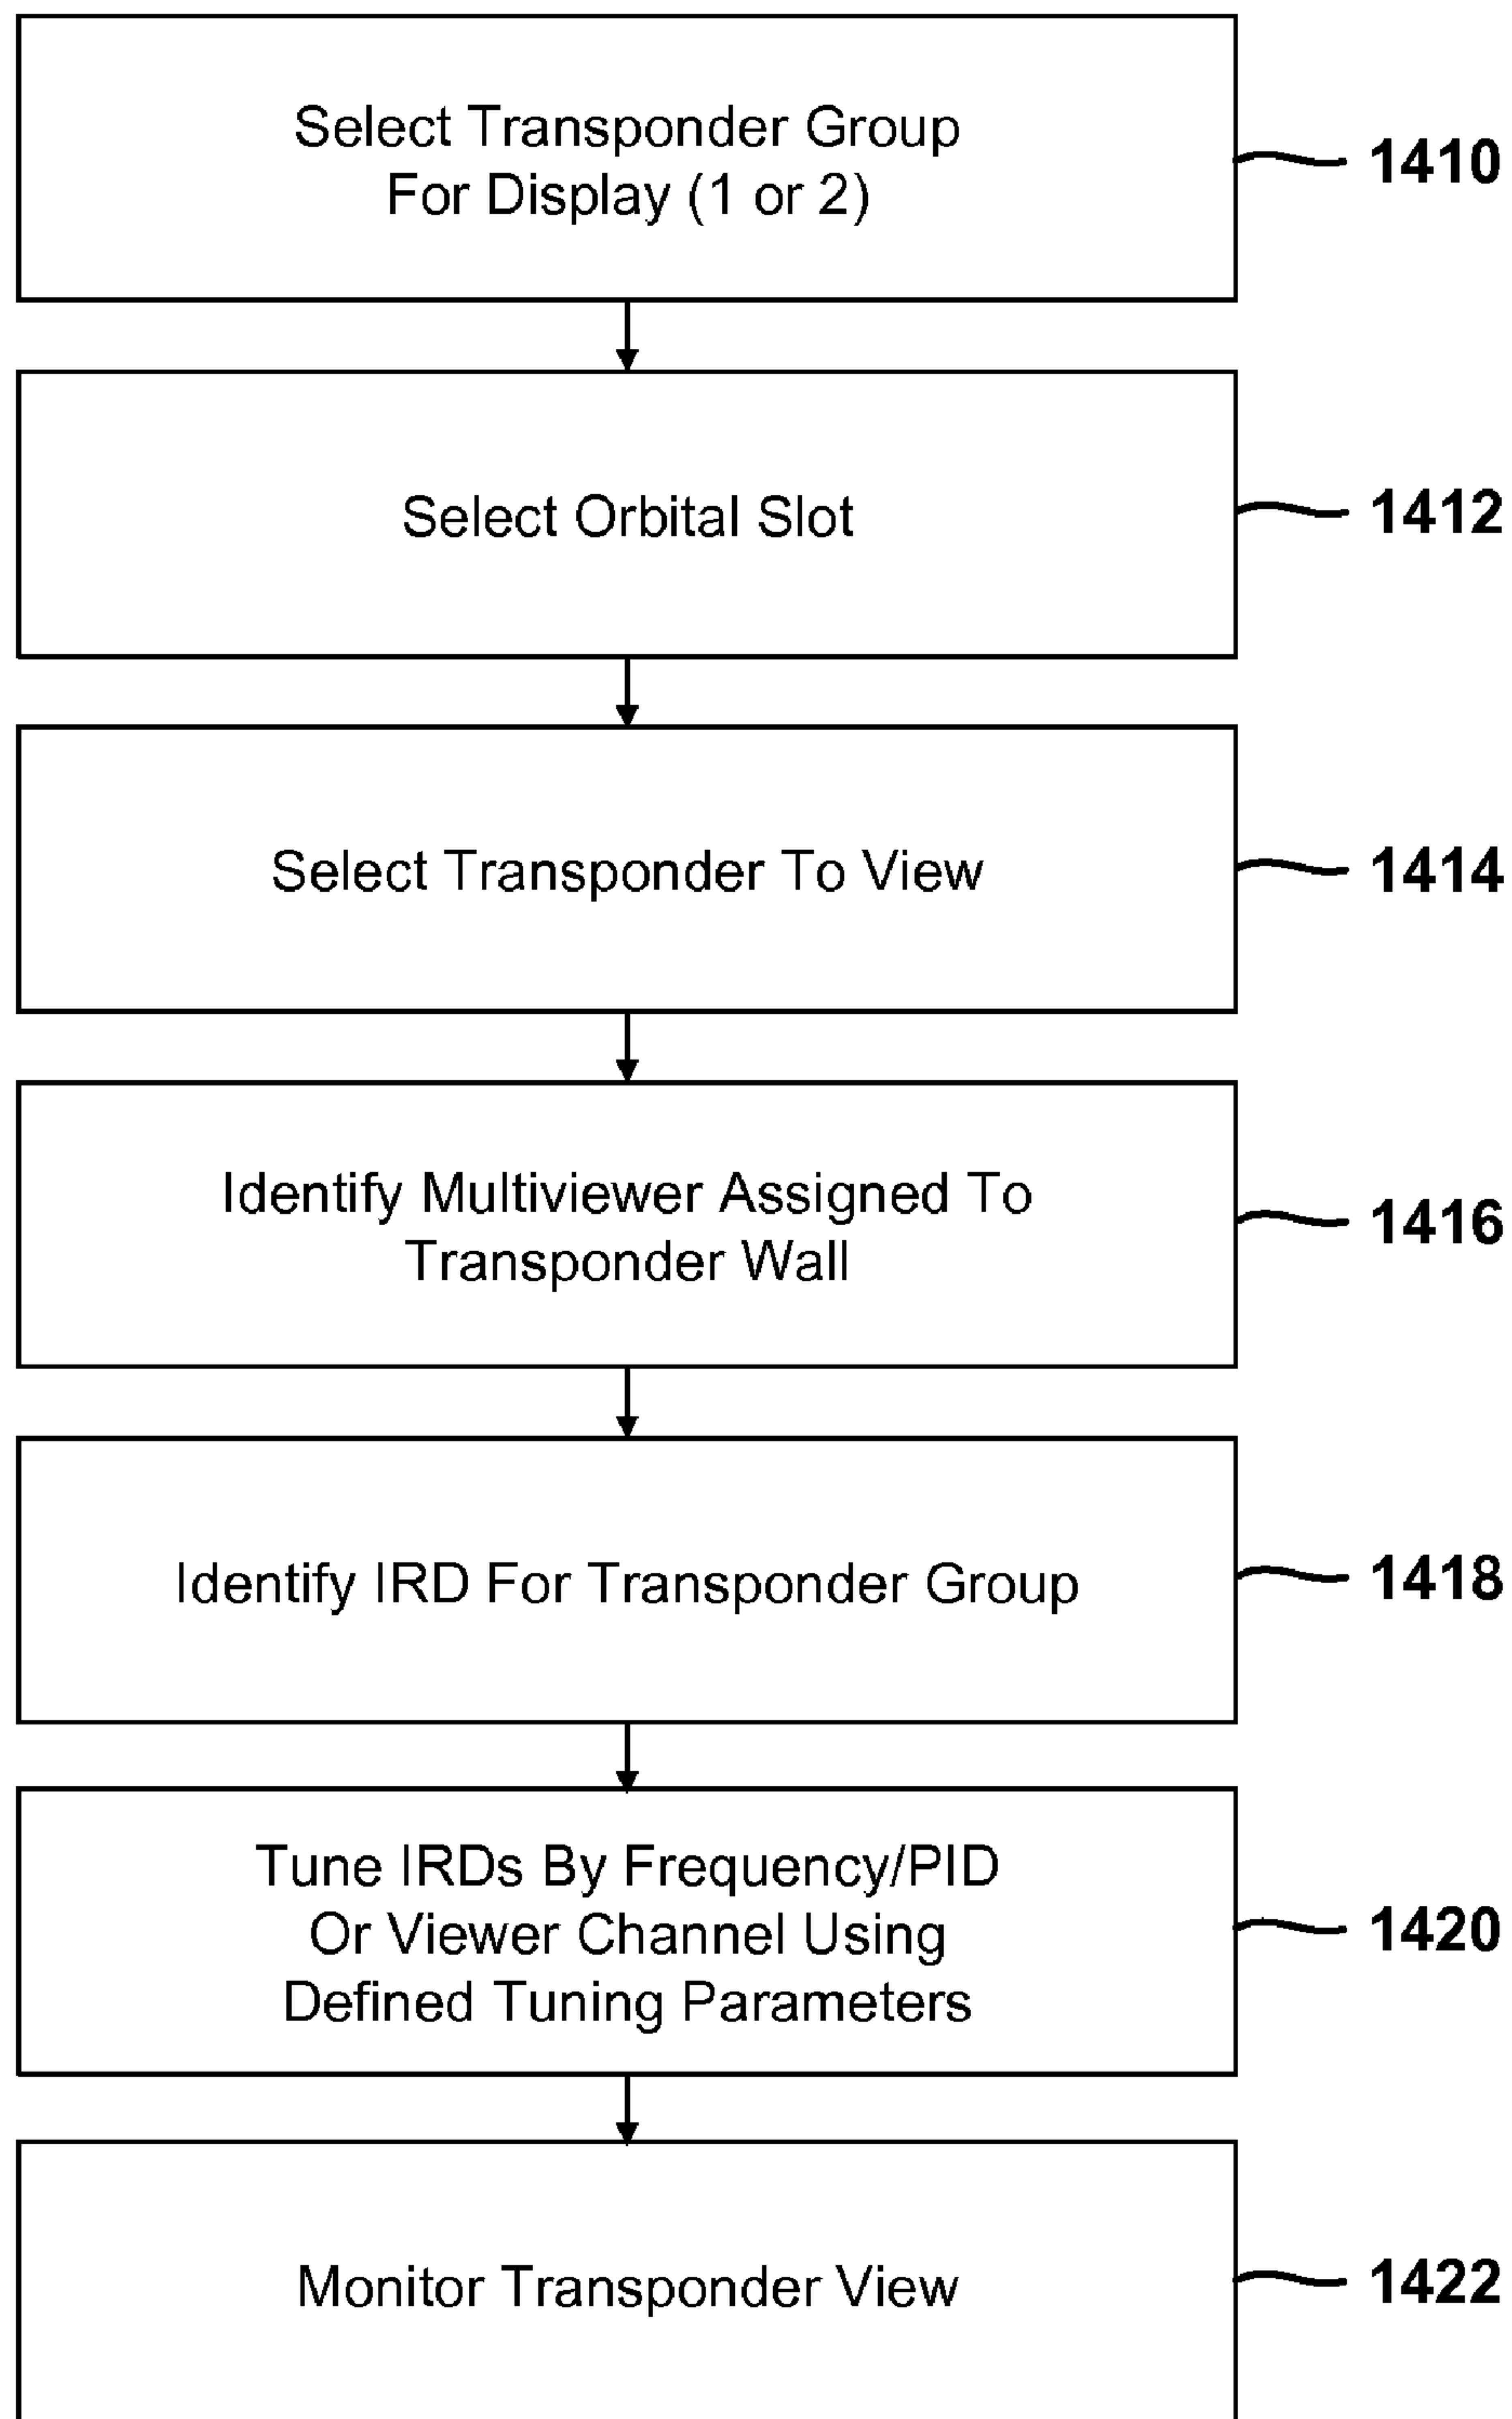 Select Transponder Group
For Display (1 or 2)
1410
Select Orbital Slot
1412
Select Transponder To View
1414
Identify Multiviewer Assigned To
Transponder Wall
1416
Identify IRD For Transponder Group
1418
Tune IRDs By Frequency/PID
Or Viewer Channel Using
Defined Tuning Parameters
1420
Monitor Transponder View
1422